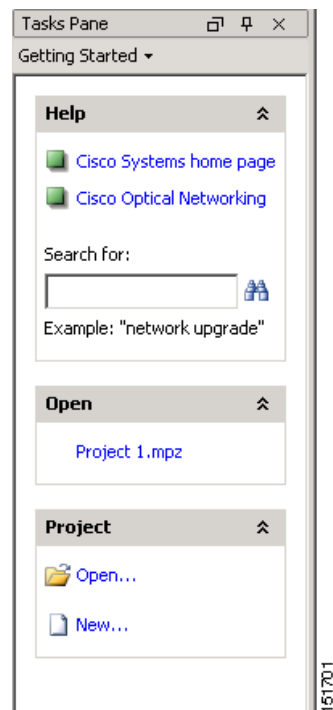 Tasks Pane
Getting Started
Help
Cisco Systems home page
Cisco Optical Networking
Search for:
Example: "network upgrade"
Open
Project 1.mpz
Project
Open...
New...
151701